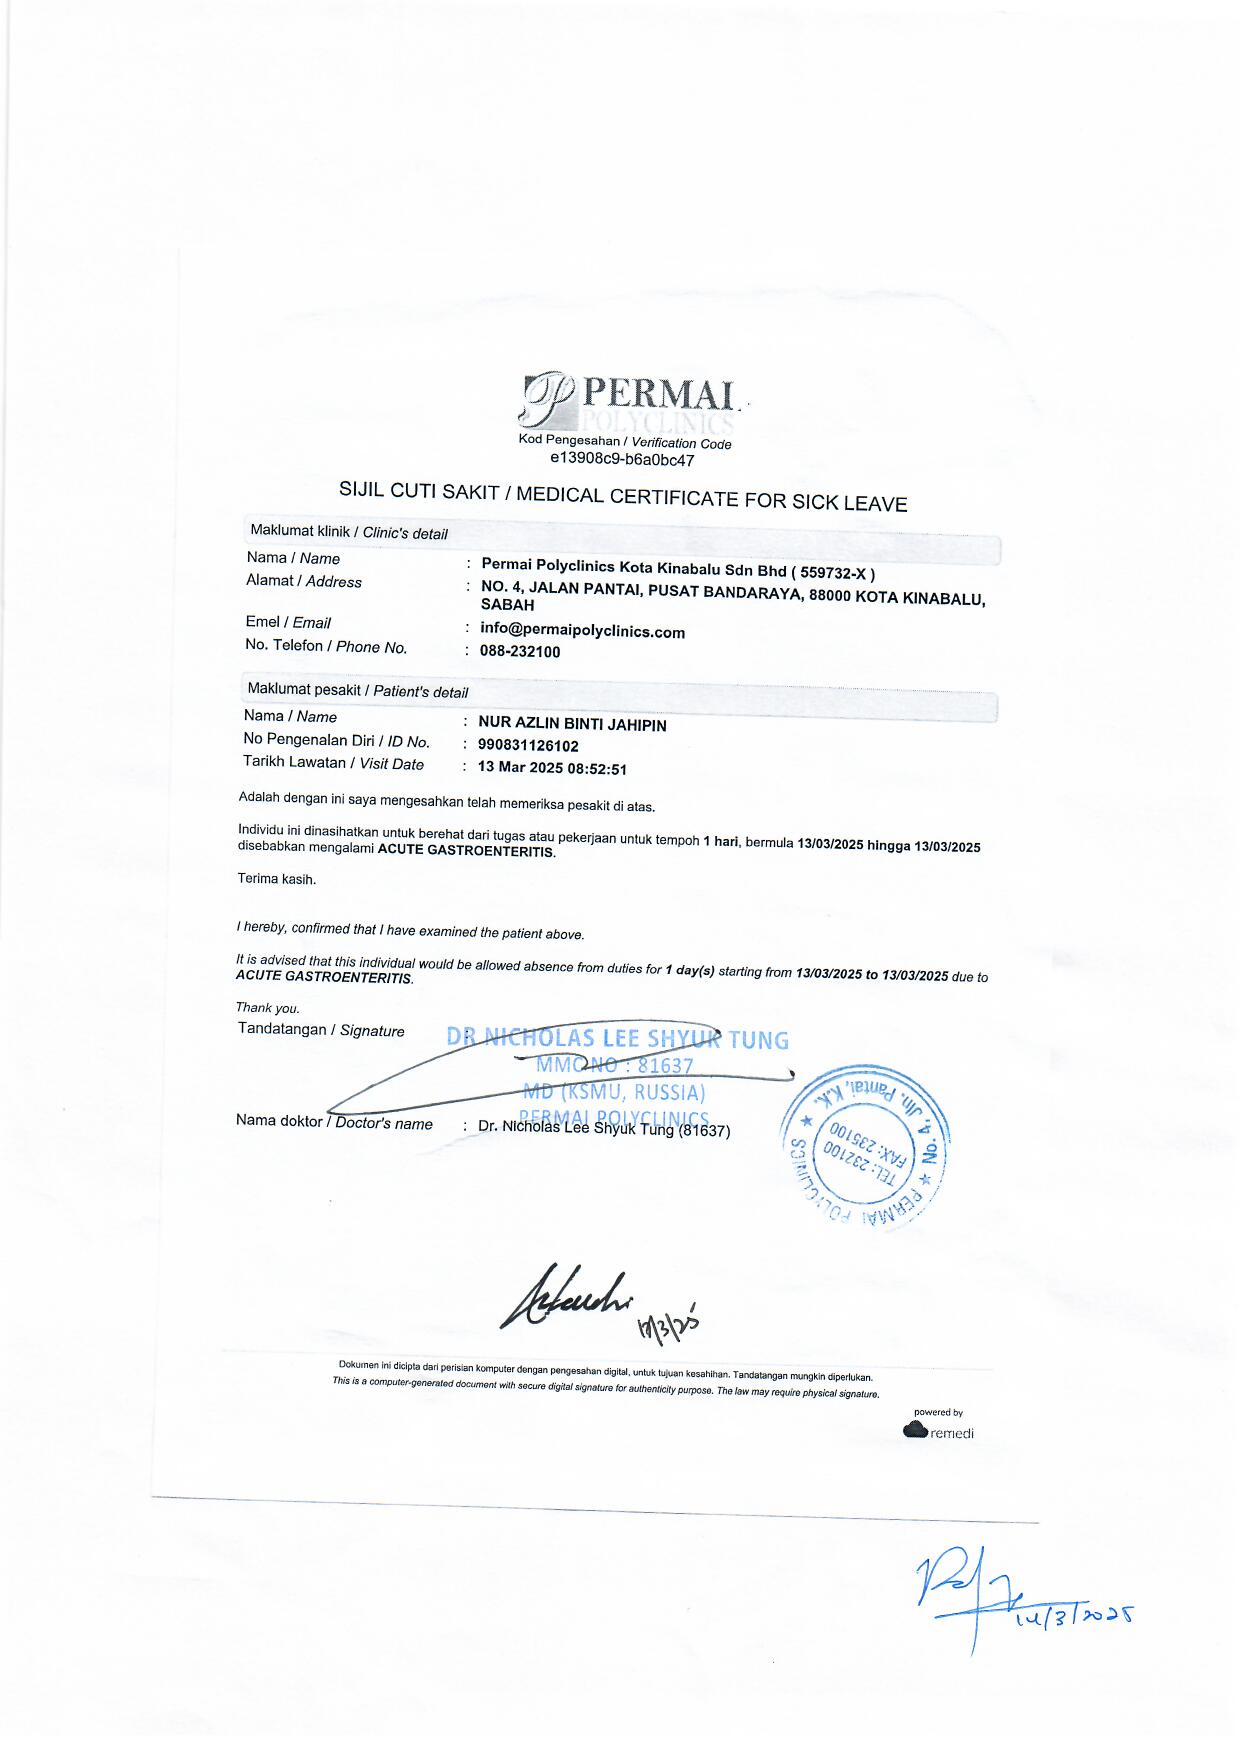 PERMAI
POLYCLINICS
Kod Pengesahan / Verification Code
e13908c9-b6a0bc47
SIJIL CUTI SAKIT / MEDICAL CERTIFICATE FOR SICK LEAVE
Maklumat klinik / Clinic's detail
Nama / Name : Permai Polyclinics Kota Kinabalu Sdn Bhd ( 559732-X )
Alamat / Address : NO. 4, JALAN PANTAI, PUSAT BANDARAYA, 88000 KOTA KINABALU,
SABAH
Emel / Email : info@permaipolyclinics.com
No. Telefon / Phone No. : 088-232100
Maklumat pesakit / Patient's detail
Nama / Name : NUR AZLIN BINTI JAHIPIN
No Pengenalan Diri / ID No. : 990831126102
Tarikh Lawatan / Visit Date : 13 Mar 2025 08:52:51
Adalah dengan ini saya mengesahkan telah memeriksa pesakit di atas.
Individu ini dinasihatkan untuk berehat dari tugas atau pekerjaan untuk tempoh 1 hari, bermula 13/03/2025 hingga 13/03/2025
disebabkan mengalami ACUTE GASTROENTERITIS.
Terima kasih.
I hereby, confirmed that I have examined the patient above.
It is advised that this individual would be allowed absence from duties for 1 day(s) starting from 13/03/2025 to 13/03/2025 due to
ACUTE GASTROENTERITIS.
Thank you.
Tandatangan / Signature :
DR NICHOLAS LEE SHYUK TUNG
MMC NO : 81637
MD (KSMU, RUSSIA)
PERMAI POLYCLINICS
Nama doktor / Doctor's name : Dr. Nicholas Lee Shyuk Tung (81637)
PERMAI POLYCLINICS ★ No. 4, Jln. Pantai, K.K. ★
TEL: 232100
FAX: 235100
Dokumen ini dicipta dari perisian komputer dengan pengesahan digital, untuk tujuan kesahihan. Tandatangan mungkin diperlukan.
This is a computer-generated document with secure digital signature for authenticity purpose. The law may require physical signature.
powered by
remedi
14/3/2025